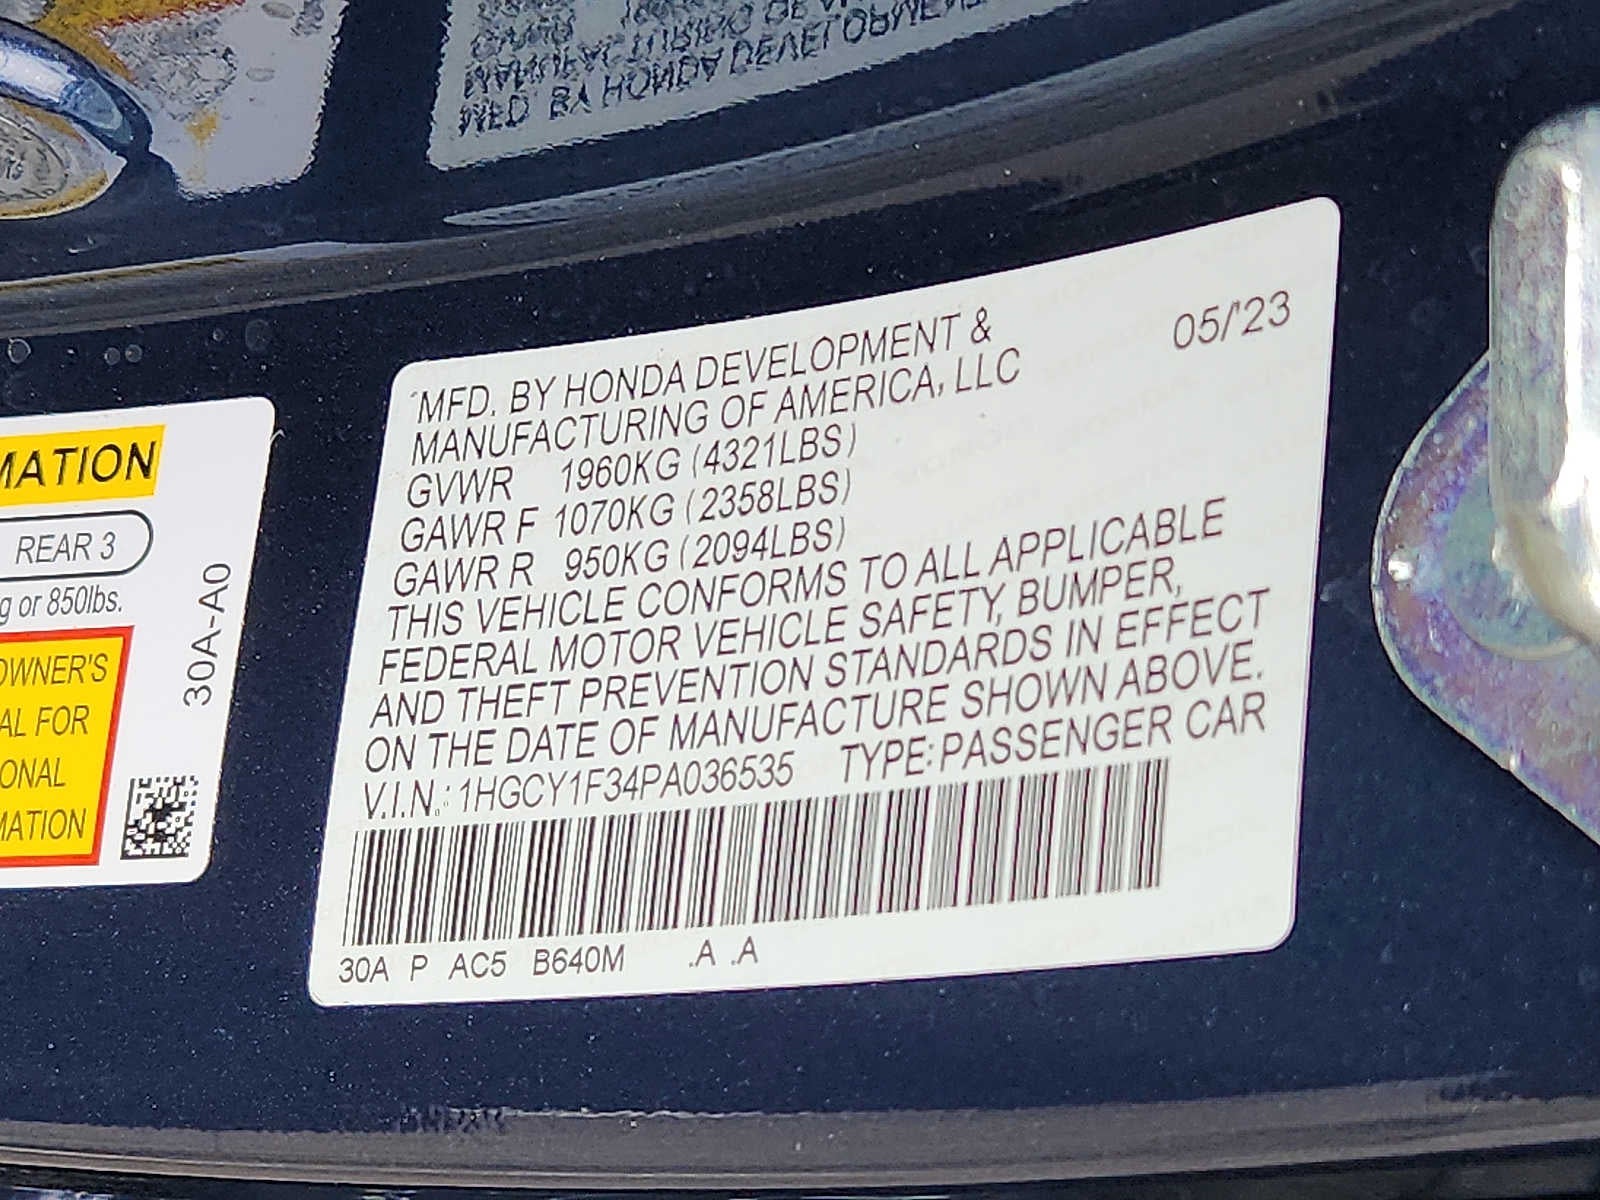 MATION
REAR 3
g or 850lbs.
OWNER'S
AL FOR
ONAL
MATION
30A-A0
MFD. BY HONDA DEVELOPMENT &
MANUFACTURING OF AMERICA, LLC
05/'23
GVWR 1960KG (4321LBS)
GAWR F 1070KG (2358LBS)
GAWR R 950KG (2094LBS)
THIS VEHICLE CONFORMS TO ALL APPLICABLE
FEDERAL MOTOR VEHICLE SAFETY, BUMPER,
AND THEFT PREVENTION STANDARDS IN EFFECT
ON THE DATE OF MANUFACTURE SHOWN ABOVE.
V.I.N.: 1HGCY1F34PA036535 TYPE: PASSENGER CAR
30A P AC5 B640M .A .A